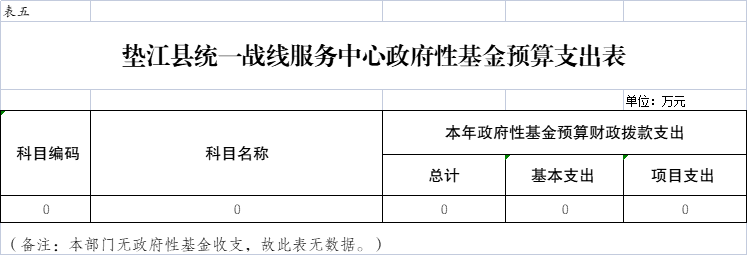 表五
垫江县统一战线服务中心政府性基金预算支出表
单位：万元
科目编码 科目名称 本年政府性基金预算财政拨款支出
总计 基本支出 项目支出
0 0 0 0 0
（备注：本部门无政府性基金收支，故此表无数据。）